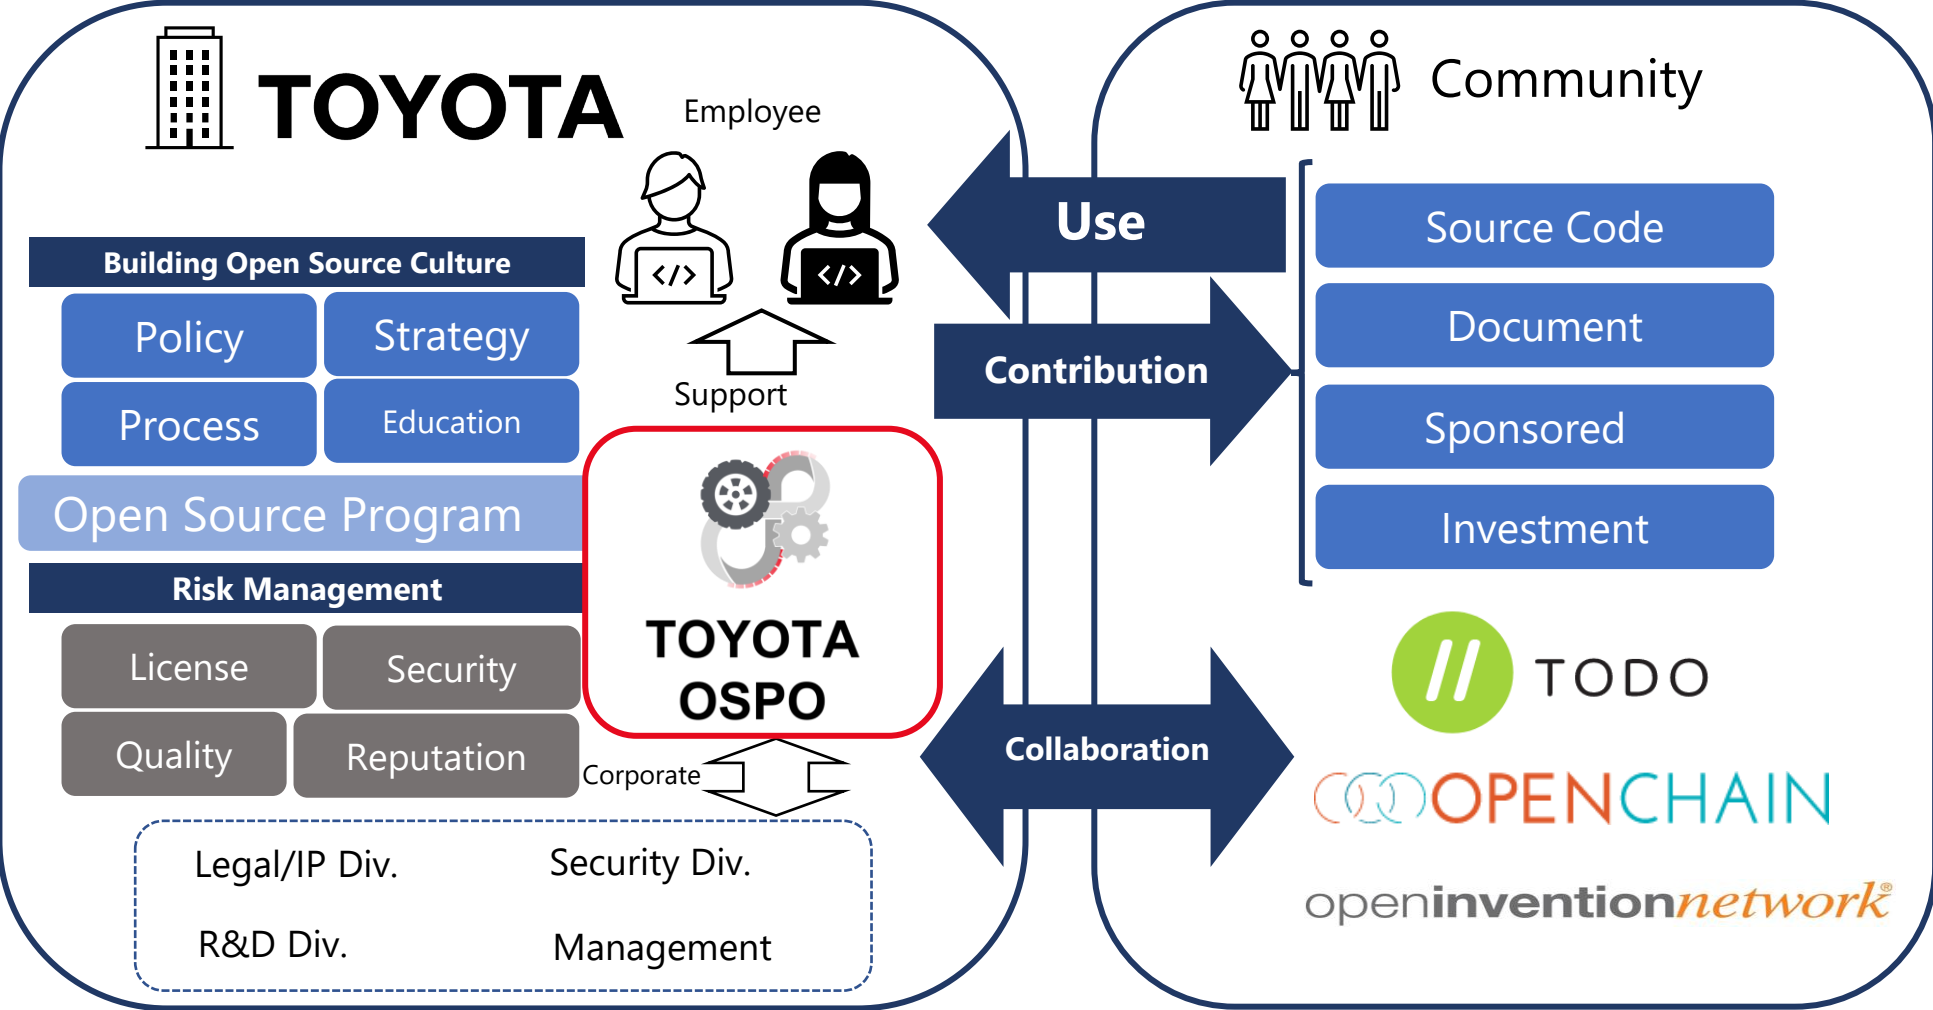 TOYOTA
Employee
Building Open Source Culture
Policy
Strategy
Process
Education
Support
Open Source Program
Risk Management
License
Security
Quality
Reputation
TOYOTA
OSPO
Corporate
Legal/IP Div.
Security Div.
R&D Div.
Management
Use
Contribution
Collaboration
Community
Source Code
Document
Sponsored
Investment
TODO
OPENCHAIN
openinventionnetwork®